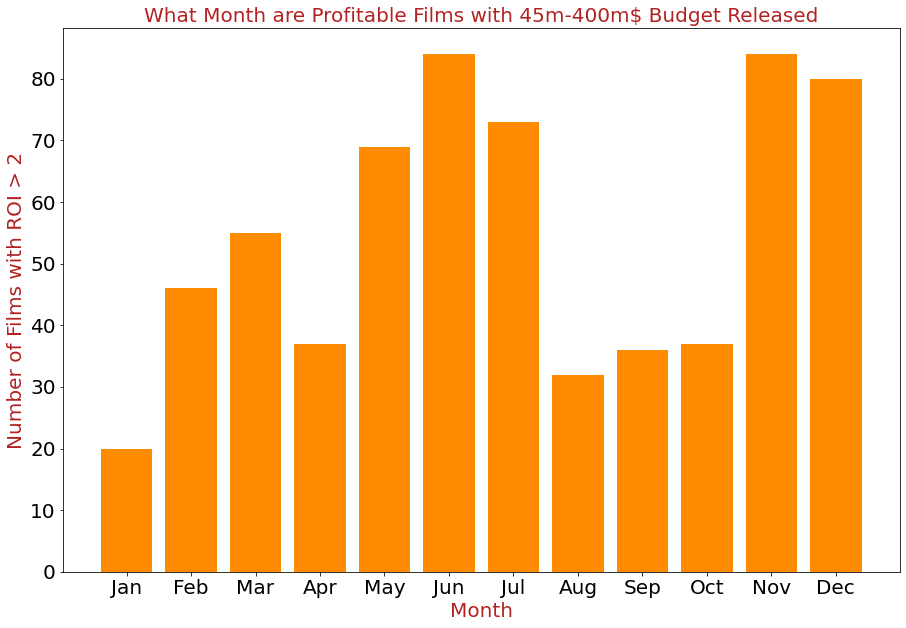 What Month are Profitable Films with 45m-400m$ Budget Released
Number of Films with ROI > 2
80
70
60
50
40
30
20
10
0
Jan Feb Mar Apr May Jun Jul Aug Sep Oct Nov Dec
Month